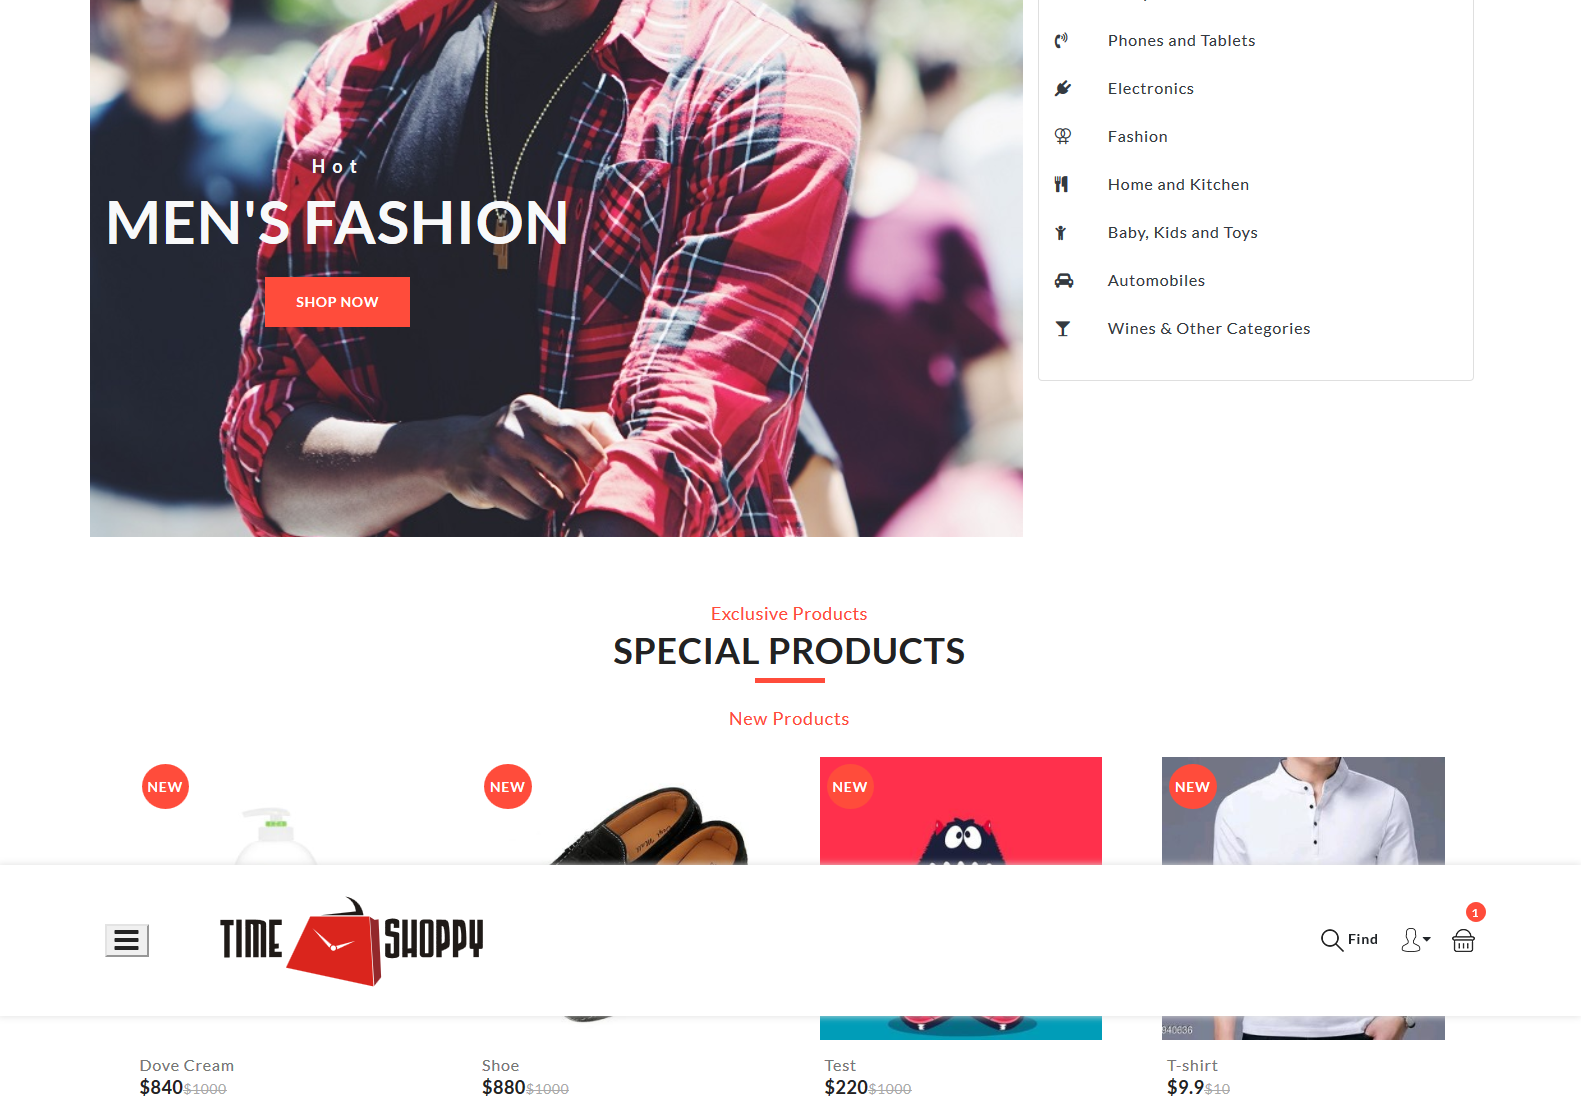 Phones and Tablets
Electronics
Fashion
Home and Kitchen
Baby, Kids and Toys
Automobiles
Wines & Other Categories
Hot
MEN'S FASHION
SHOP NOW
Exclusive Products
SPECIAL PRODUCTS
New Products
NEW
NEW
NEW
NEW
TIME SHOPPY
Find
1
940636
Dove Cream
$840$1000
Shoe
$880$1000
Test
$220$1000
T-shirt
$9.9$10